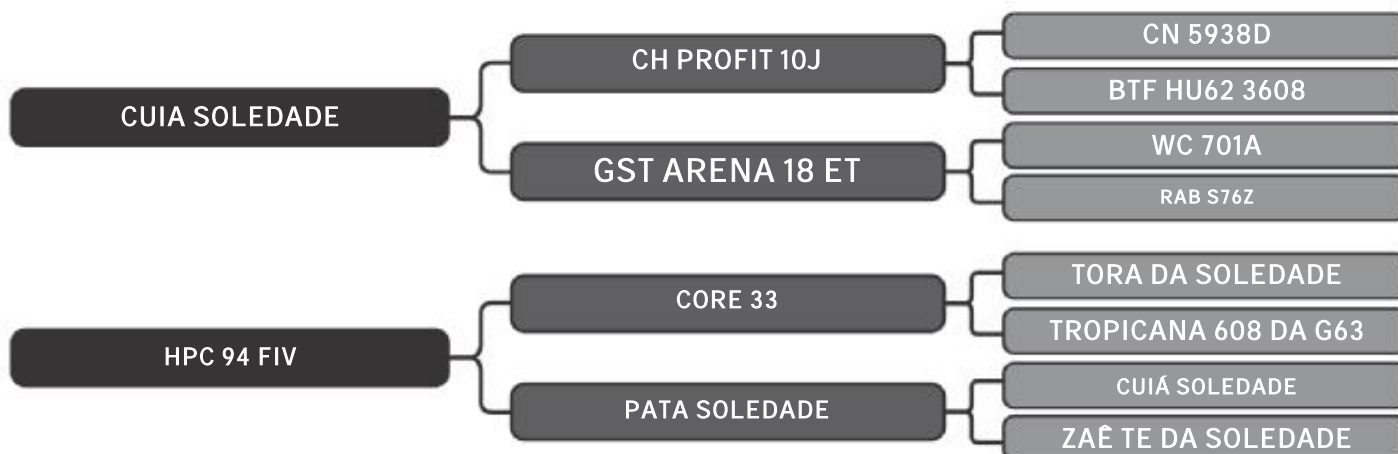 CUIA SOLEDADE
CH PROFIT 10J
CN 5938D
BTF HU62 3608
GST ARENA 18 ET
WC 701A
RAB S76Z
HPC 94 FIV
CORE 33
TORA DA SOLEDADE
TROPICANA 608 DA G63
PATA SOLEDADE
CUIÁ SOLEDADE
ZAÊ TE DA SOLEDADE